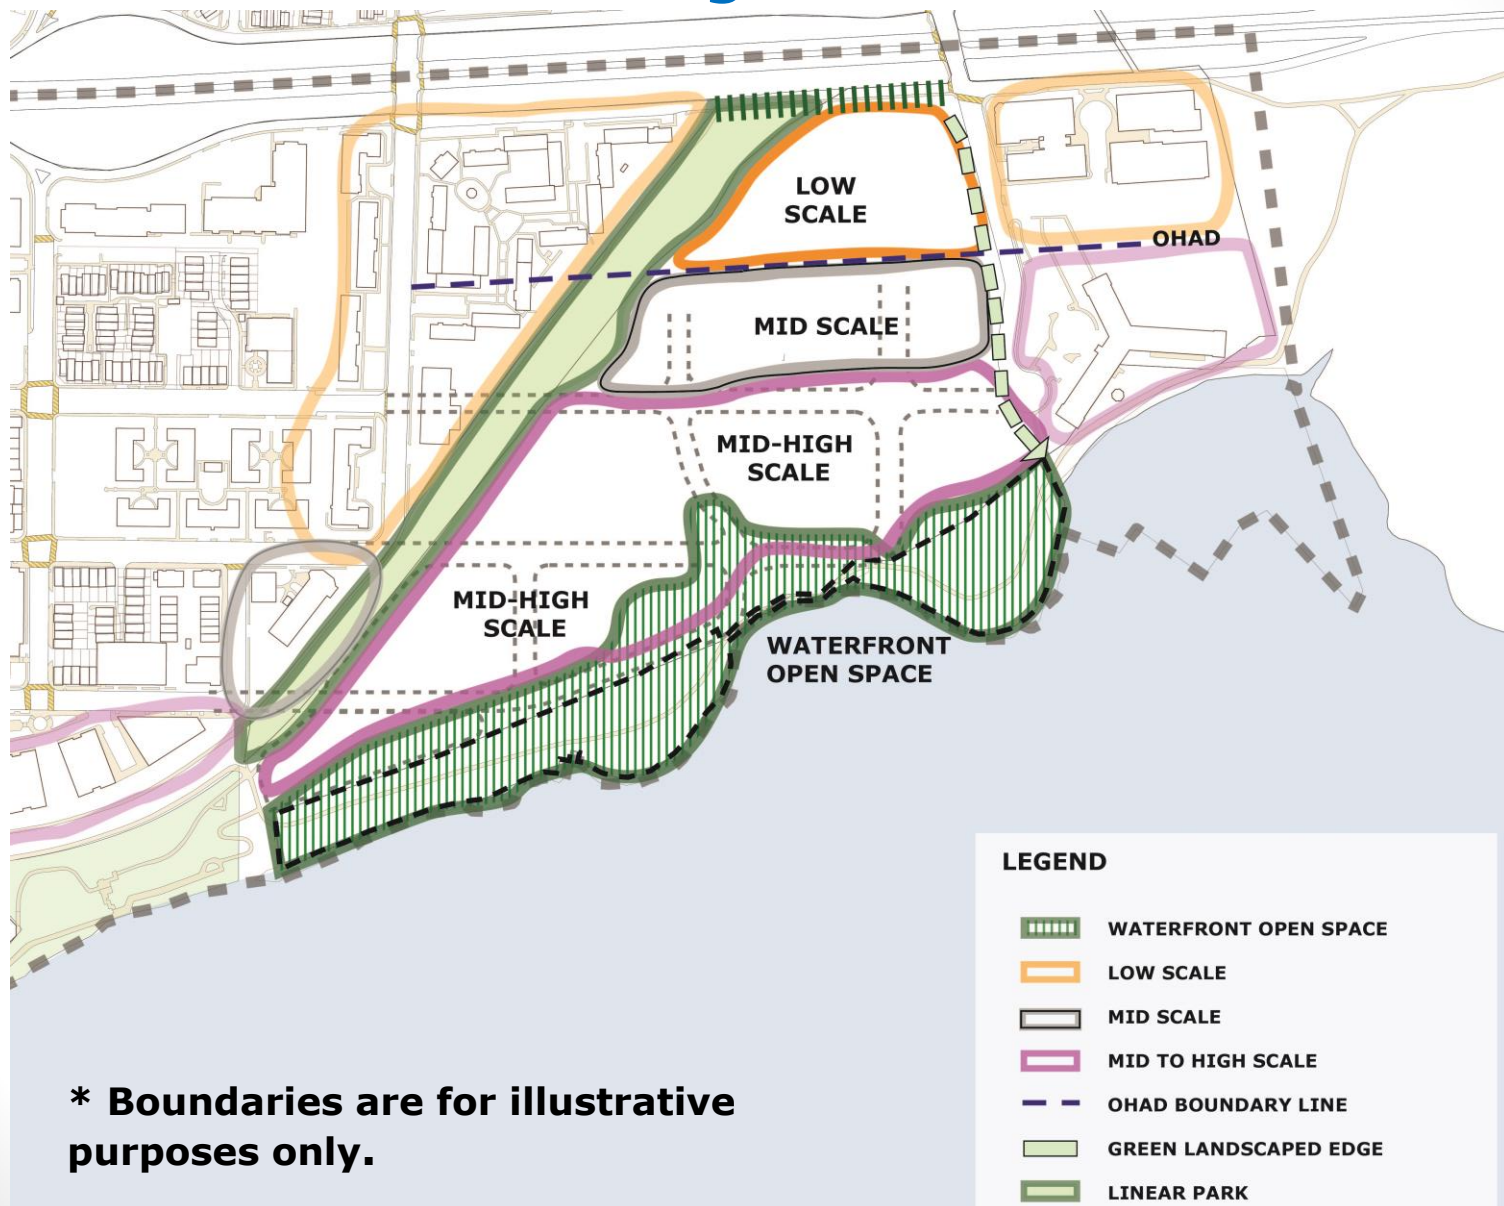 LOW
SCALE
OHAD
MID SCALE
MID-HIGH
SCALE
MID-HIGH
SCALE
WATERFRONT
OPEN SPACE
LEGEND
WATERFRONT OPEN SPACE
LOW SCALE
MID SCALE
MID TO HIGH SCALE
OHAD BOUNDARY LINE
GREEN LANDSCAPED EDGE
LINEAR PARK
* Boundaries are for illustrative
purposes only.